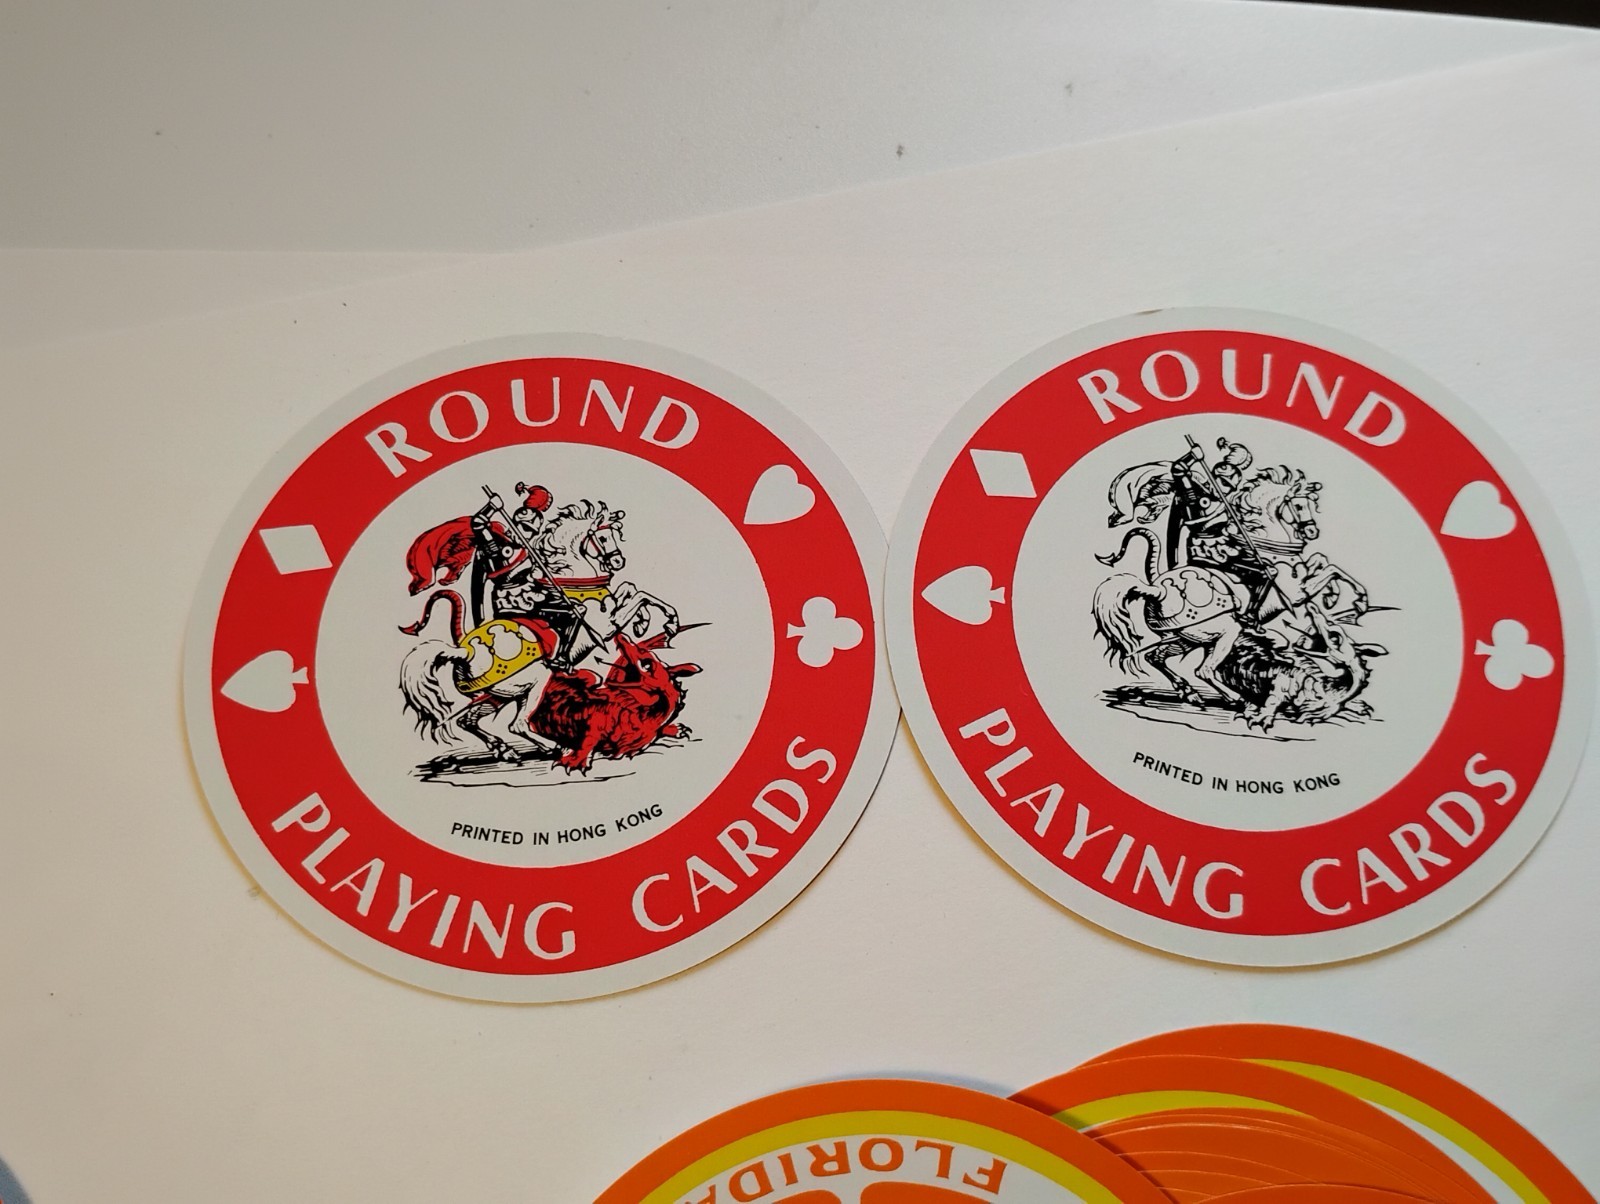 ROUND
PRINTED IN HONG KONG
PLAYING CARDS
ROUND
PRINTED IN HONG KONG
PLAYING CARDS
FLORIDA